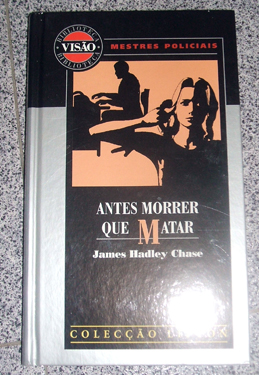 BIBLIOTECA
VISÃO
BIBLIOTECA
MESTRES POLICIAIS
ANTES MORRER
QUE MATAR
James Hadley Chase
COLECÇÃO